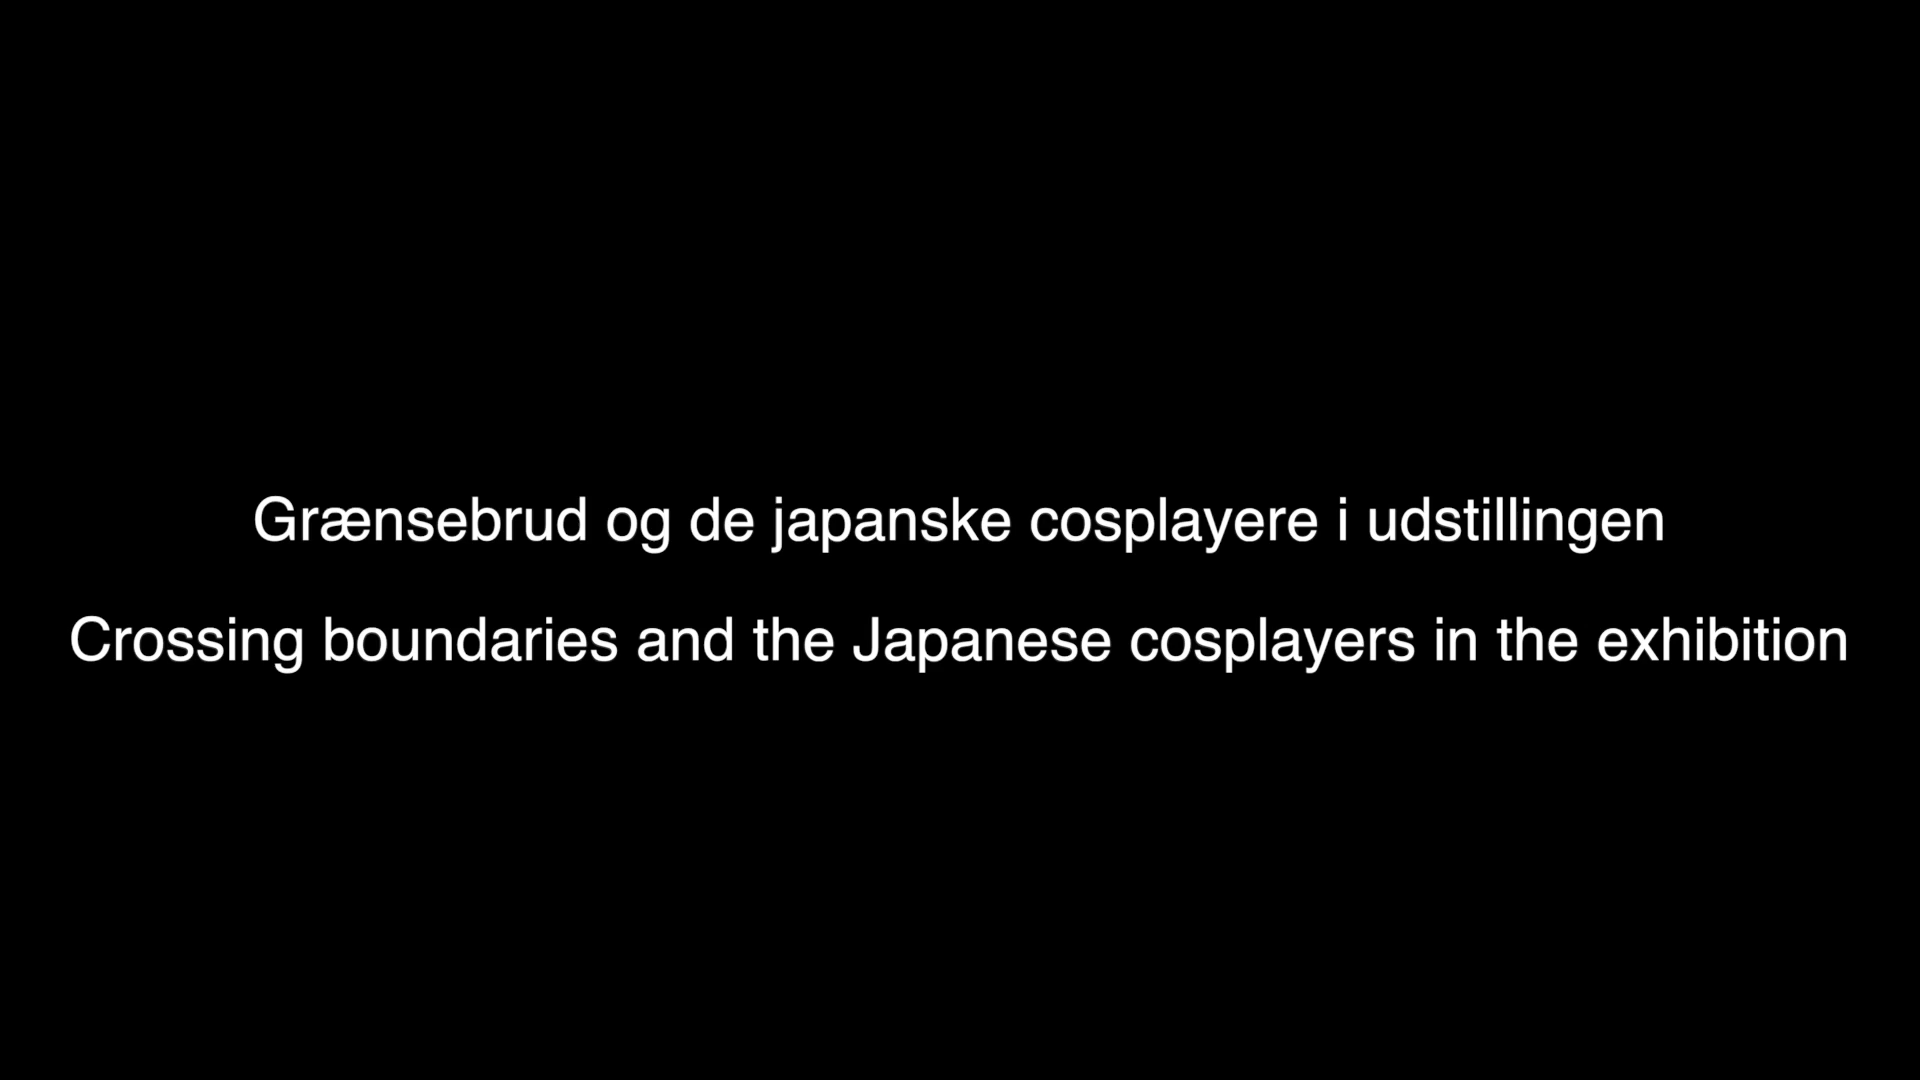 Grænsebrud og de japanske cosplayere i udstillingen
Crossing boundaries and the Japanese cosplayers in the exhibition